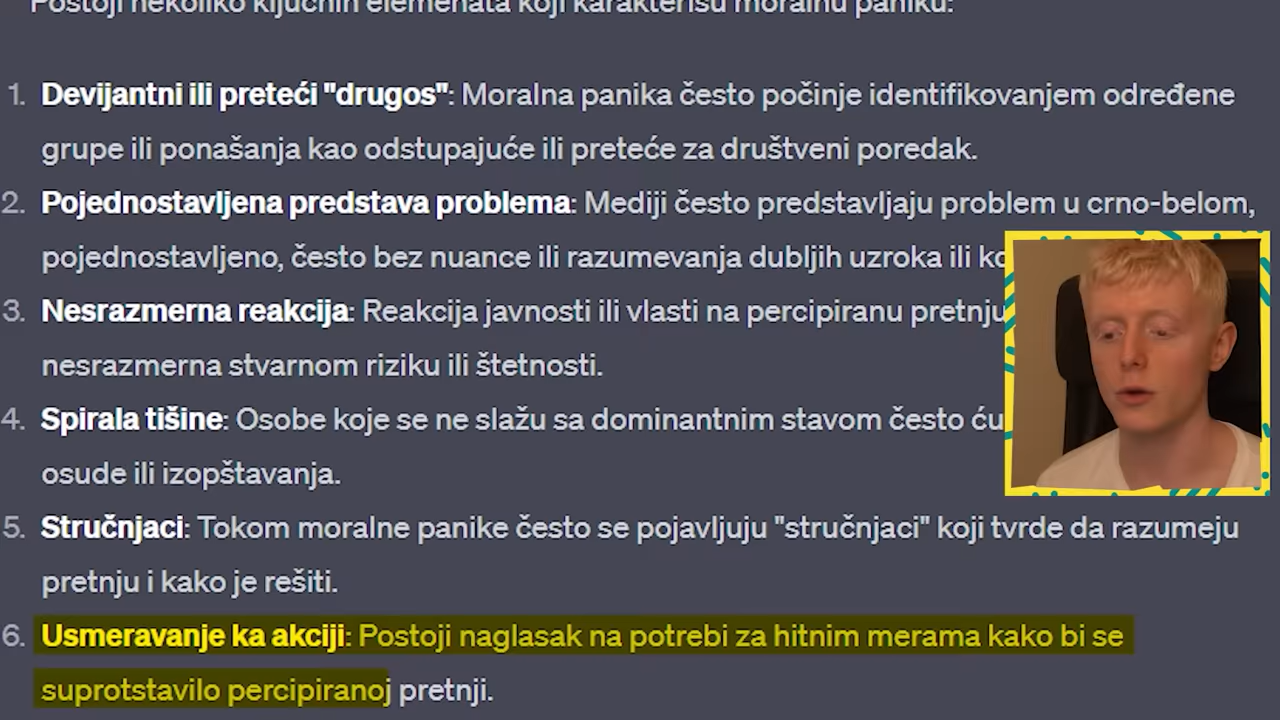 Postoji nekoliko ključnih elemenata koji karakterišu moralnu paniku:
1. Devijantni ili preteći "drugos": Moralna panika često počinje identifikovanjem određene
grupe ili ponašanja kao odstupajuće ili preteće za društveni poredak.
2. Pojednostavljena predstava problema: Mediji često predstavljaju problem u crno-belom,
pojednostavljeno, često bez nuance ili razumevanja dubljih uzroka ili
3. Nesrazmerna reakcija: Reakcija javnosti ili vlasti na percipiranu pretnju
nesrazmerna stvarnom riziku ili štetnosti.
4. Spirala tišine: Osobe koje se ne slažu sa dominantnim stavom često
osude ili izopštavanja.
5. Stručnjaci: Tokom moralne panike često se pojavljuju "stručnjaci" koji tvrde da razumeju
pretnju i kako je rešiti.
6. Usmeravanje ka akciji: Postoji naglasak na potrebi za hitnim merama kako bi se
suprotstavilo percipiranoj pretnji.